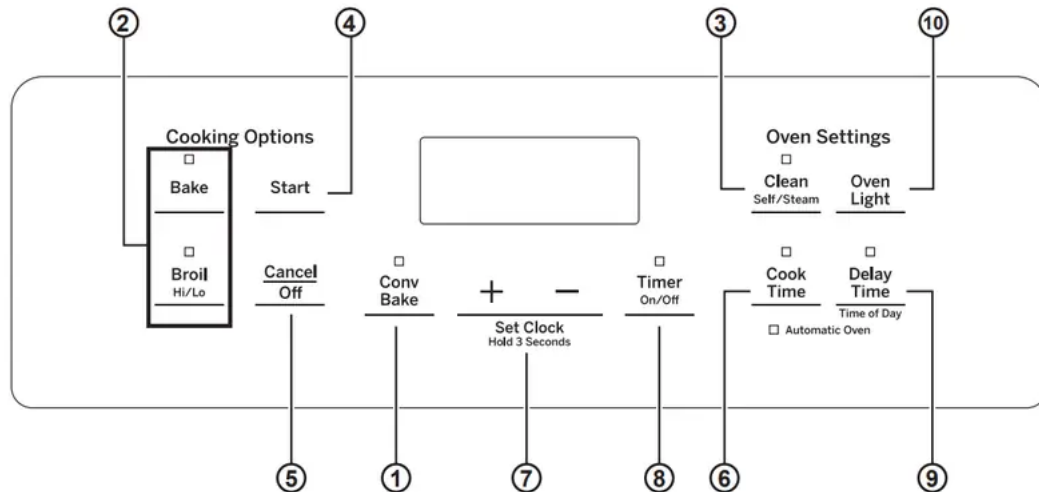 2 4 3 10
Cooking Options
Oven Settings
Bake
Start
Clean
Self/Steam
Oven
Light
Broil
Hi/Lo
Cancel
Off
Conv
Bake
+ −
Set Clock
Hold 3 Seconds
Timer
On/Off
Cook
Time
Delay
Time
Time of Day
Automatic Oven
5 1 7 8 6 9